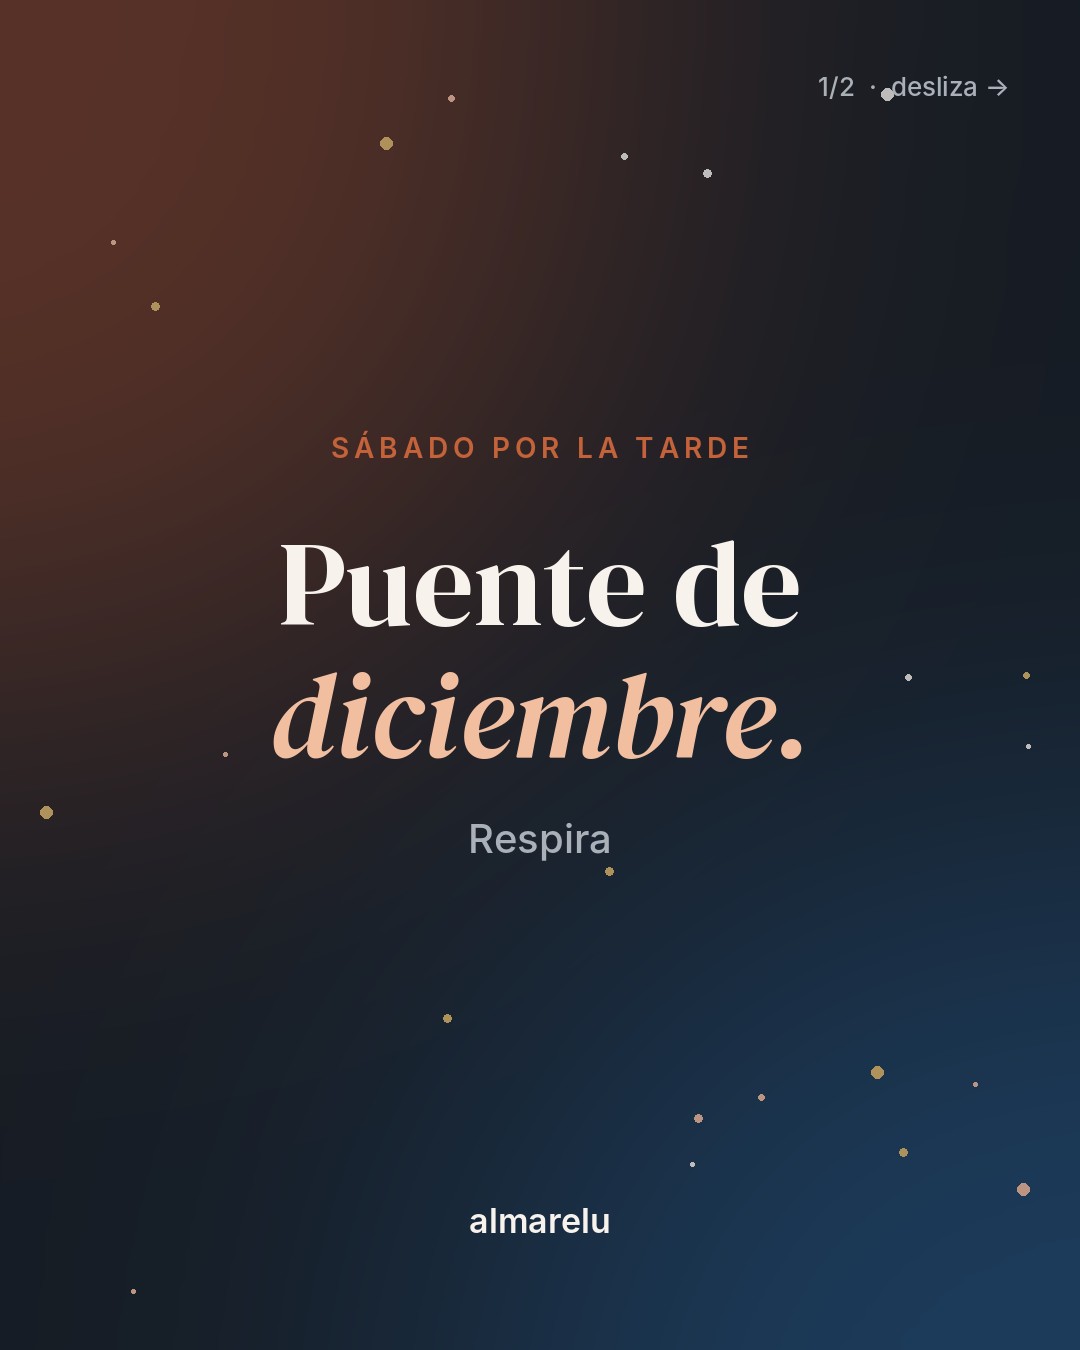 1/2 · desliza →
SÁBADO POR LA TARDE
Puente de
diciembre.
Respira
almarelu